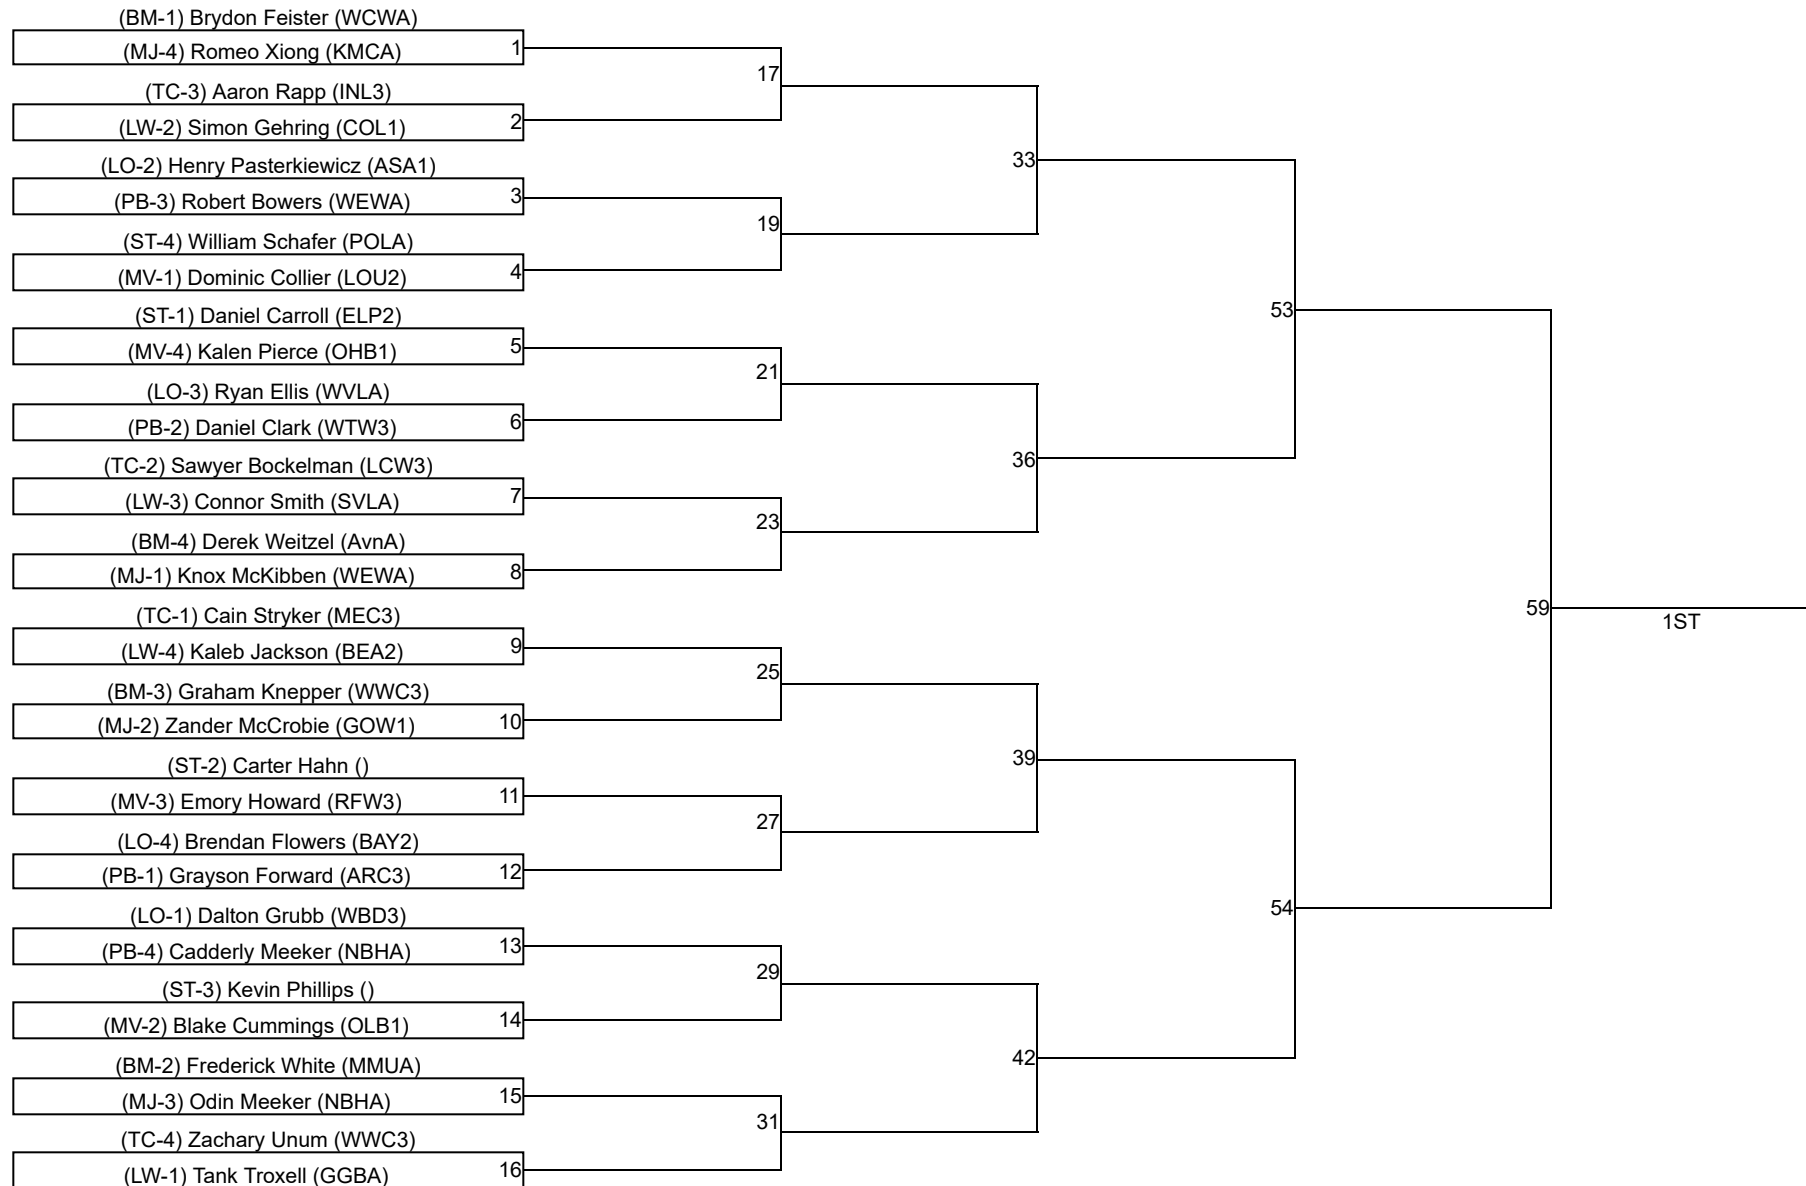 (BM-1) Brydon Feister (WCWA)
(MJ-4) Romeo Xiong (KMCA)
1
17
(TC-3) Aaron Rapp (INL3)
(LW-2) Simon Gehring (COL1)
2
(LO-2) Henry Pasterkiewicz (ASA1)
33
(PB-3) Robert Bowers (WEWA)
3
19
(ST-4) William Schafer (POLA)
(MV-1) Dominic Collier (LOU2)
4
(ST-1) Daniel Carroll (ELP2)
53
(MV-4) Kalen Pierce (OHB1)
5
21
(LO-3) Ryan Ellis (WVLA)
(PB-2) Daniel Clark (WTW3)
6
(TC-2) Sawyer Bockelman (LCW3)
36
(LW-3) Connor Smith (SVLA)
7
23
(BM-4) Derek Weitzel (AvnA)
(MJ-1) Knox McKibben (WEWA)
8
(TC-1) Cain Stryker (MEC3)
59
1ST
(LW-4) Kaleb Jackson (BEA2)
9
25
(BM-3) Graham Knepper (WWC3)
(MJ-2) Zander McCrobie (GOW1)
10
(ST-2) Carter Hahn ()
39
(MV-3) Emory Howard (RFW3)
11
27
(LO-4) Brendan Flowers (BAY2)
(PB-1) Grayson Forward (ARC3)
12
(LO-1) Dalton Grubb (WBD3)
54
(PB-4) Cadderly Meeker (NBHA)
13
29
(ST-3) Kevin Phillips ()
(MV-2) Blake Cummings (OLB1)
14
(BM-2) Frederick White (MMUA)
42
(MJ-3) Odin Meeker (NBHA)
15
31
(TC-4) Zachary Unum (WWC3)
(LW-1) Tank Troxell (GGBA)
16